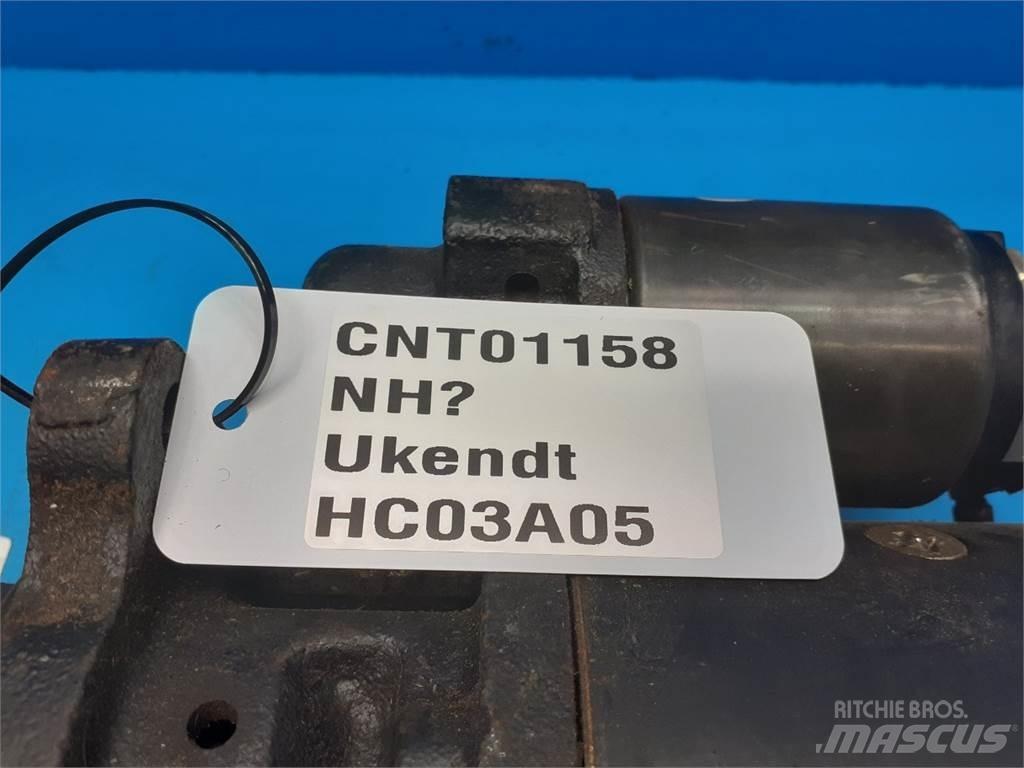 CNT01158
NH?
Ukendt
HC03A05
RITCHIE BROS.
MASCUS